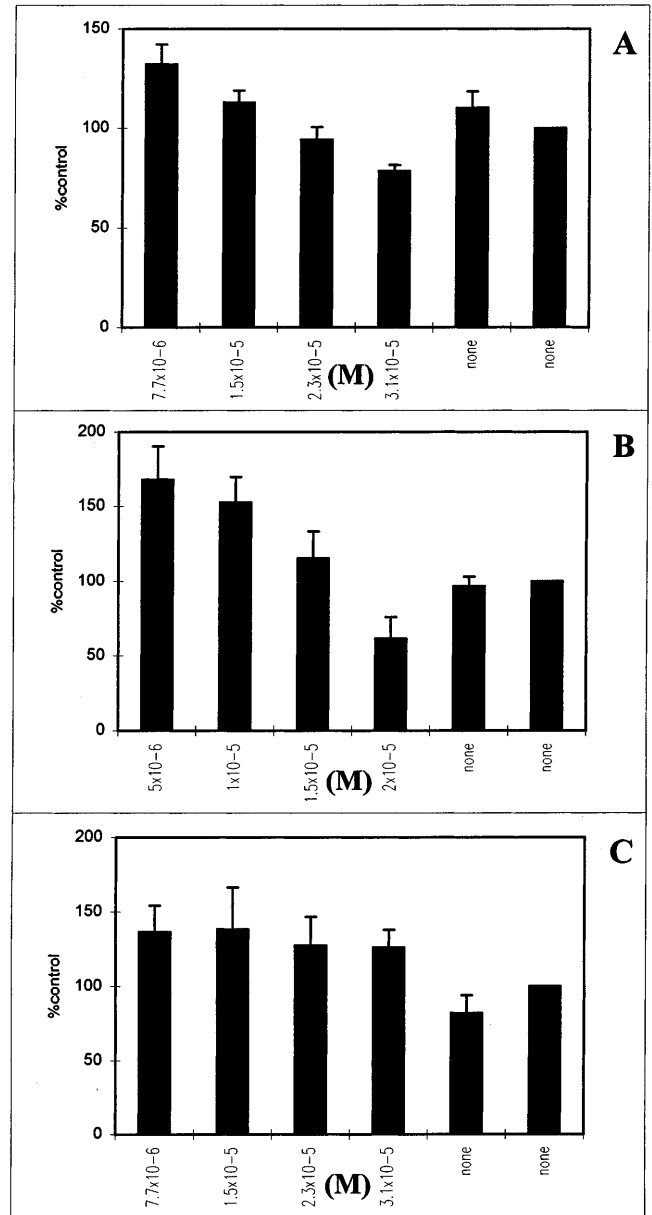 A
150
100
50
0
%control
7.7x10-6
1.5x10-5
2.3x10-5
(M)
3.1x10-5
none
none
B
200
150
100
50
0
%control
5x10-6
1x10-5
1.5x10-5
(M)
2x10-5
none
none
C
200
150
100
50
0
%control
7.7x10-6
1.5x10-5
2.3x10-5
(M)
3.1x10-5
none
none